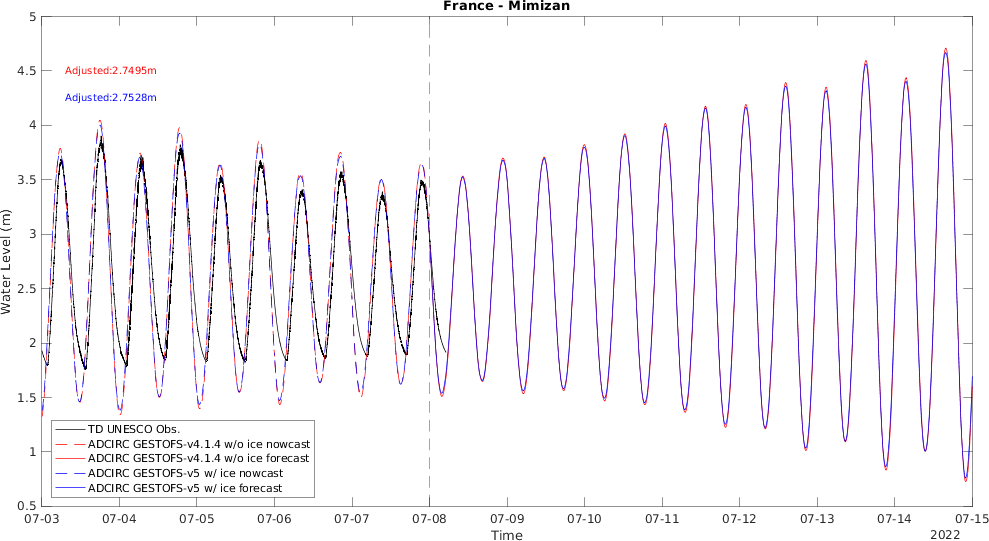 France - Mimizan
5
4.5
4
3.5
3
2.5
2
1.5
1
0.5
Water Level (m)
Adjusted:2.7495m
Adjusted:2.7528m
TD UNESCO Obs.
ADCIRC GESTOFS-v4.1.4 w/o ice nowcast
ADCIRC GESTOFS-v4.1.4 w/o ice forecast
ADCIRC GESTOFS-v5 w/ ice nowcast
ADCIRC GESTOFS-v5 w/ ice forecast
07-03 07-04 07-05 07-06 07-07 07-08 07-09 07-10 07-11 07-12 07-13 07-14 07-15
Time
2022